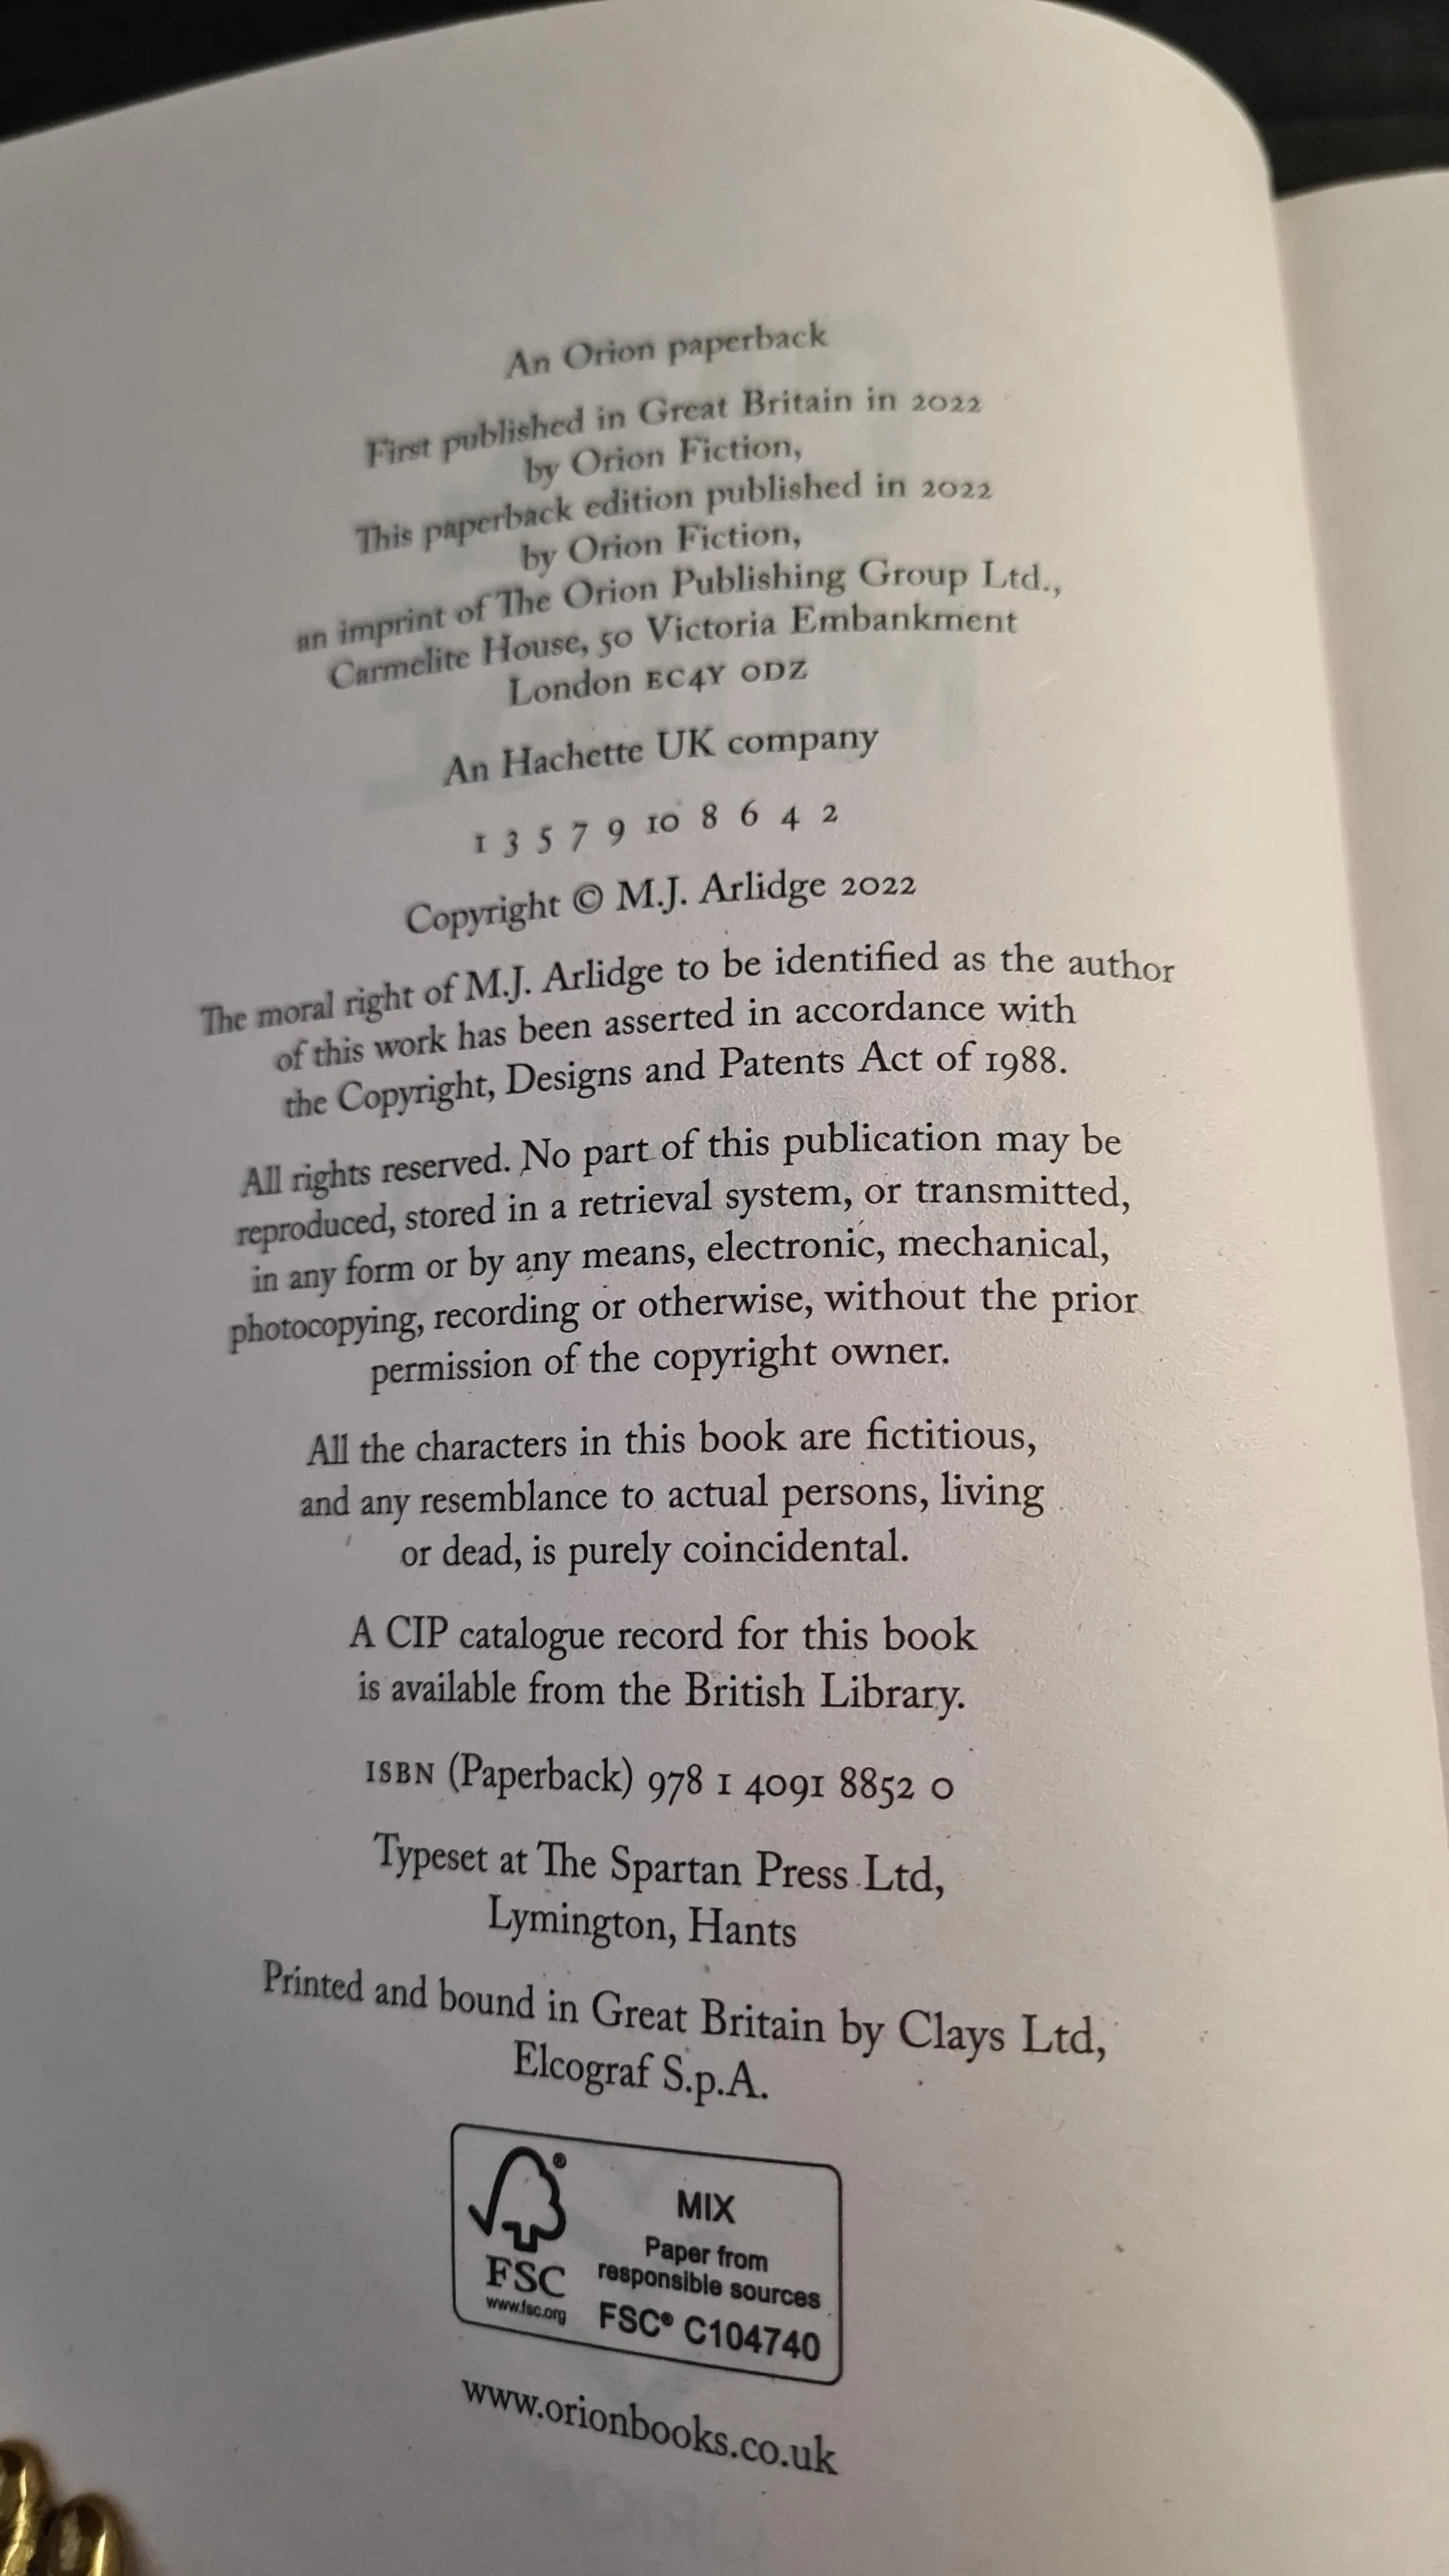 An Orion paperback
First published in Great Britain in 2022
by Orion Fiction,
This paperback edition published in 2022
by Orion Fiction,
an imprint of The Orion Publishing Group Ltd.,
Carmelite House, 50 Victoria Embankment
London EC4Y 0DZ
An Hachette UK company
1 3 5 7 9 10 8 6 4 2
Copyright © M.J. Arlidge 2022
The moral right of M.J. Arlidge to be identified as the author
of this work has been asserted in accordance with
the Copyright, Designs and Patents Act of 1988.
All rights reserved. No part of this publication may be
reproduced, stored in a retrieval system, or transmitted,
in any form or by any means, electronic, mechanical,
photocopying, recording or otherwise, without the prior
permission of the copyright owner.
All the characters in this book are fictitious,
and any resemblance to actual persons, living
or dead, is purely coincidental.
A CIP catalogue record for this book
is available from the British Library.
ISBN (Paperback) 978 1 4091 8852 0
Typeset at The Spartan Press Ltd,
Lymington, Hants
Printed and bound in Great Britain by Clays Ltd,
Elcograf S.p.A.
FSC
www.fsc.org
MIX
Paper from
responsible sources
FSC® C104740
www.orionbooks.co.uk